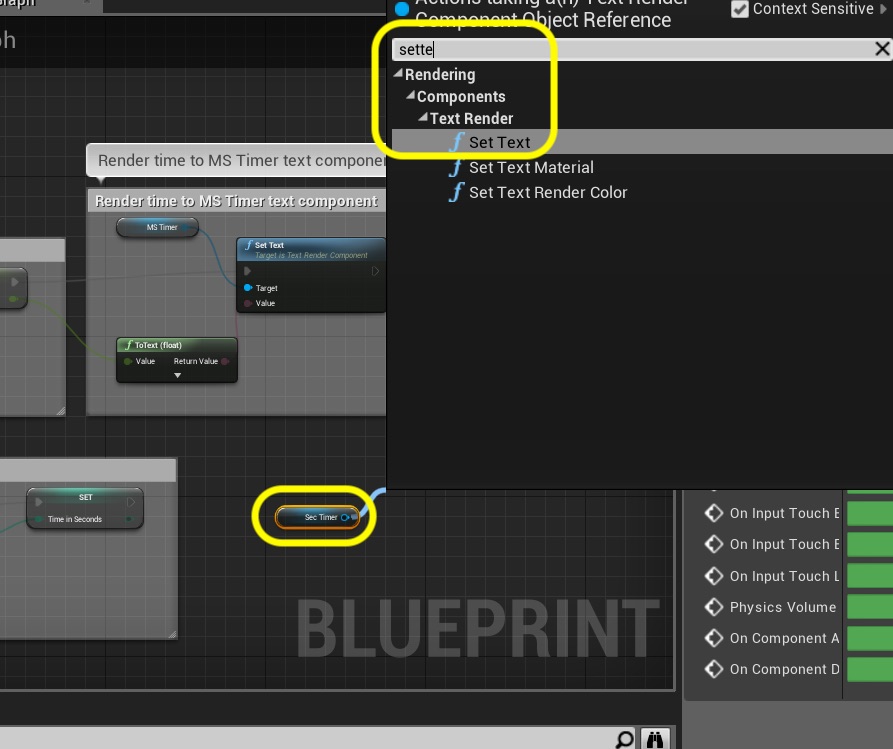 Graph
Actions taking a(n) Text Render
Component Object Reference
Context Sensitive
sette
Rendering
Components
Text Render
f Set Text
f Set Text Material
f Set Text Render Color
Render time to MS Timer text componen
Render time to MS Timer text component
MS Timer
f Set Text
Target is Text Render Component
Target
Value
f ToText (float)
Value Return Value
SET
Time in Seconds
Sec Timer
BLUEPRINT
On Input Touch E
On Input Touch E
On Input Touch L
Physics Volume
On Component A
On Component D